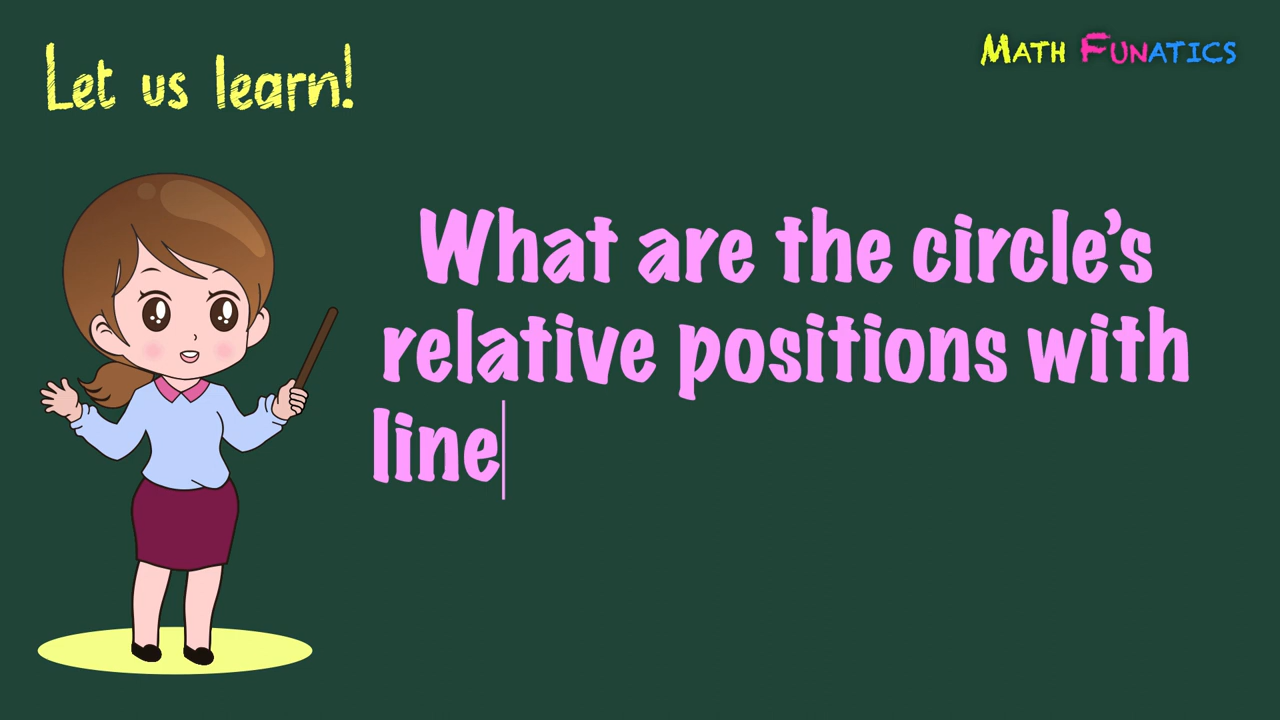 Let us learn!
MATH FUNATICS
What are the circle’s
relative positions with
line